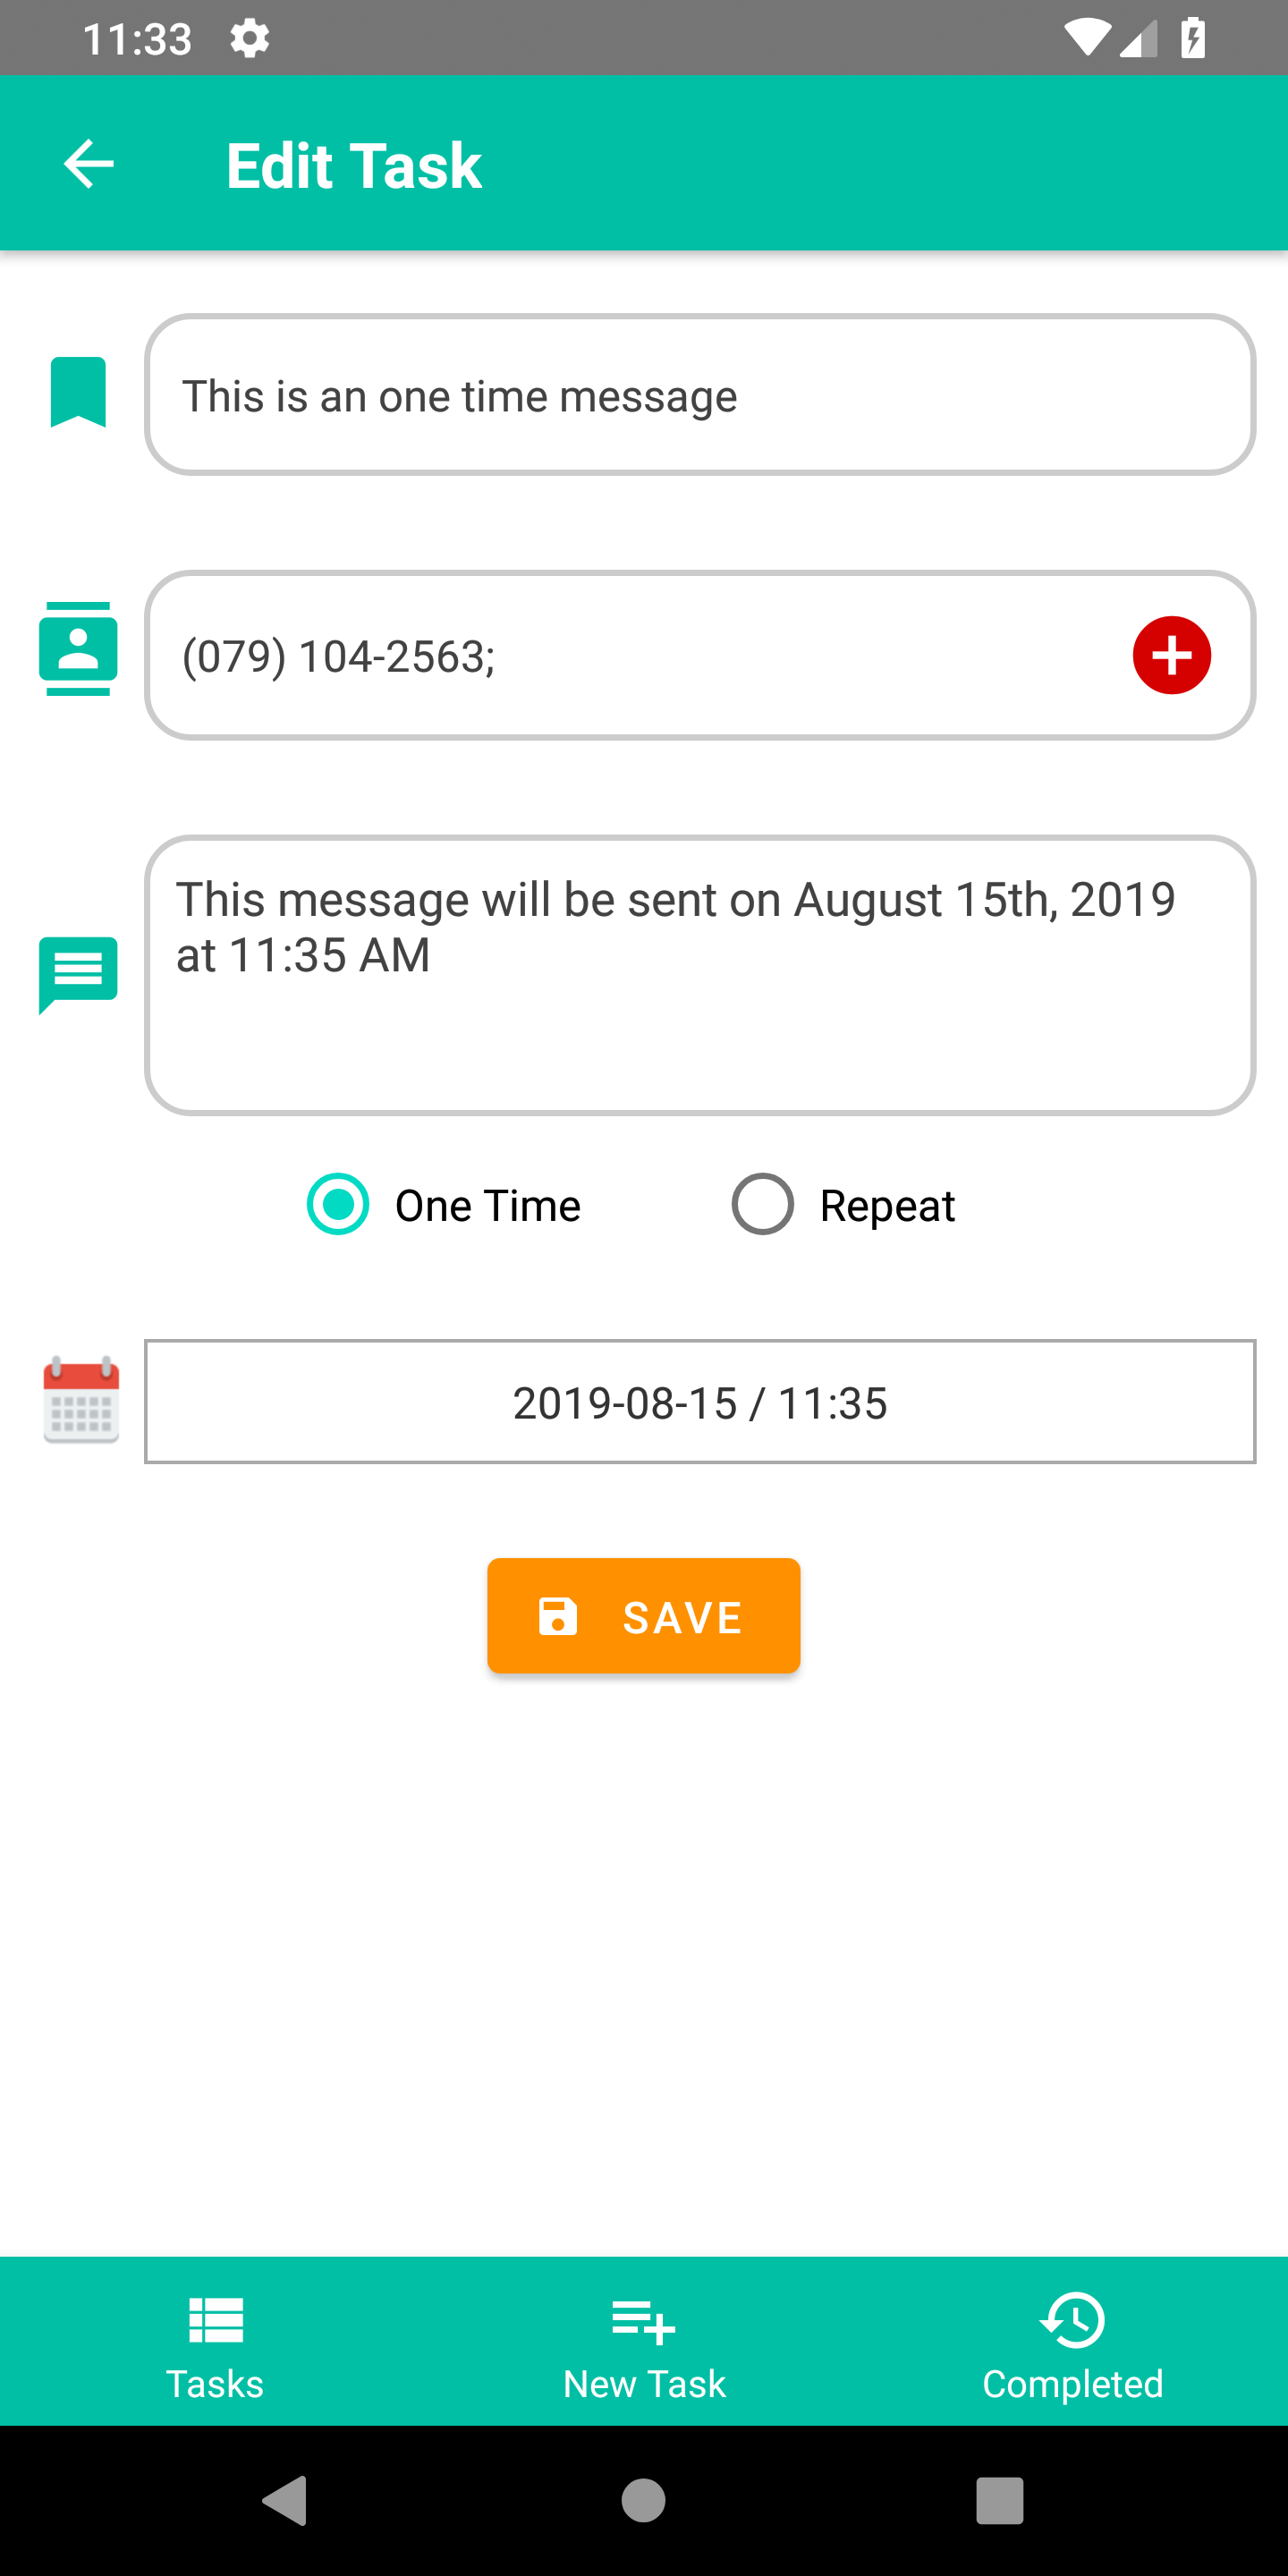 11:33
Edit Task
This is an one time message
(079) 104-2563;
This message will be sent on August 15th, 2019
at 11:35 AM
One Time Repeat
2019-08-15 / 11:35
SAVE
Tasks New Task Completed